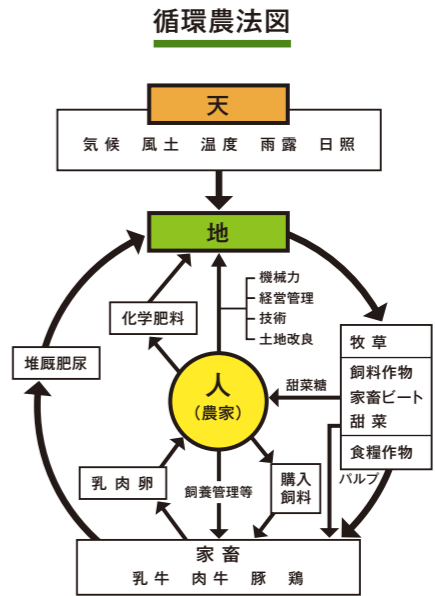 循環農法図
天
気候 風土 温度 雨露 日照
地
機械力
経営管理
技術
土地改良
化学肥料
堆厩肥尿
牧草
飼料作物
家畜ビート
甜菜
食糧作物
甜菜糖
人
（農家）
パルプ
乳肉卵
飼養管理等
購入
飼料
家畜
乳牛 肉牛 豚 鶏